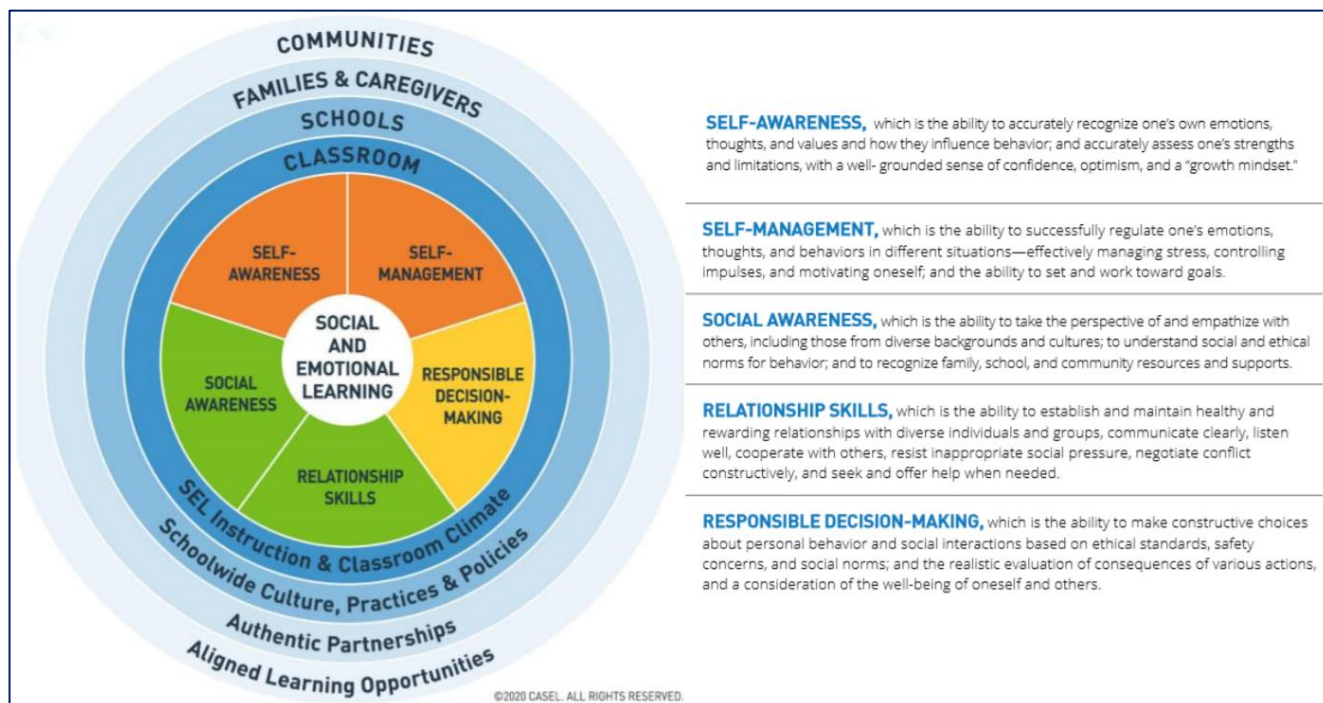 COMMUNITIES
FAMILIES & CAREGIVERS
SCHOOLS
CLASSROOM
SELF-
AWARENESS
SELF-
MANAGEMENT
SOCIAL
AND
EMOTIONAL
LEARNING
SOCIAL
AWARENESS
RESPONSIBLE
DECISION-
MAKING
RELATIONSHIP
SKILLS
SEL Instruction & Classroom Climate
Schoolwide Culture, Practices & Policies
Authentic Partnerships
Aligned Learning Opportunities
©2020 CASEL. ALL RIGHTS RESERVED.
SELF-AWARENESS, which is the ability to accurately recognize one's own emotions,
thoughts, and values and how they influence behavior; and accurately assess one's strengths
and limitations, with a well- grounded sense of confidence, optimism, and a "growth mindset."
SELF-MANAGEMENT, which is the ability to successfully regulate one's emotions,
thoughts, and behaviors in different situations—effectively managing stress, controlling
impulses, and motivating oneself; and the ability to set and work toward goals.
SOCIAL AWARENESS, which is the ability to take the perspective of and empathize with
others, including those from diverse backgrounds and cultures; to understand social and ethical
norms for behavior; and to recognize family, school, and community resources and supports.
RELATIONSHIP SKILLS, which is the ability to establish and maintain healthy and
rewarding relationships with diverse individuals and groups, communicate clearly, listen
well, cooperate with others, resist inappropriate social pressure, negotiate conflict
constructively, and seek and offer help when needed.
RESPONSIBLE DECISION-MAKING, which is the ability to make constructive choices
about personal behavior and social interactions based on ethical standards, safety
concerns, and social norms; and the realistic evaluation of consequences of various actions,
and a consideration of the well-being of oneself and others.